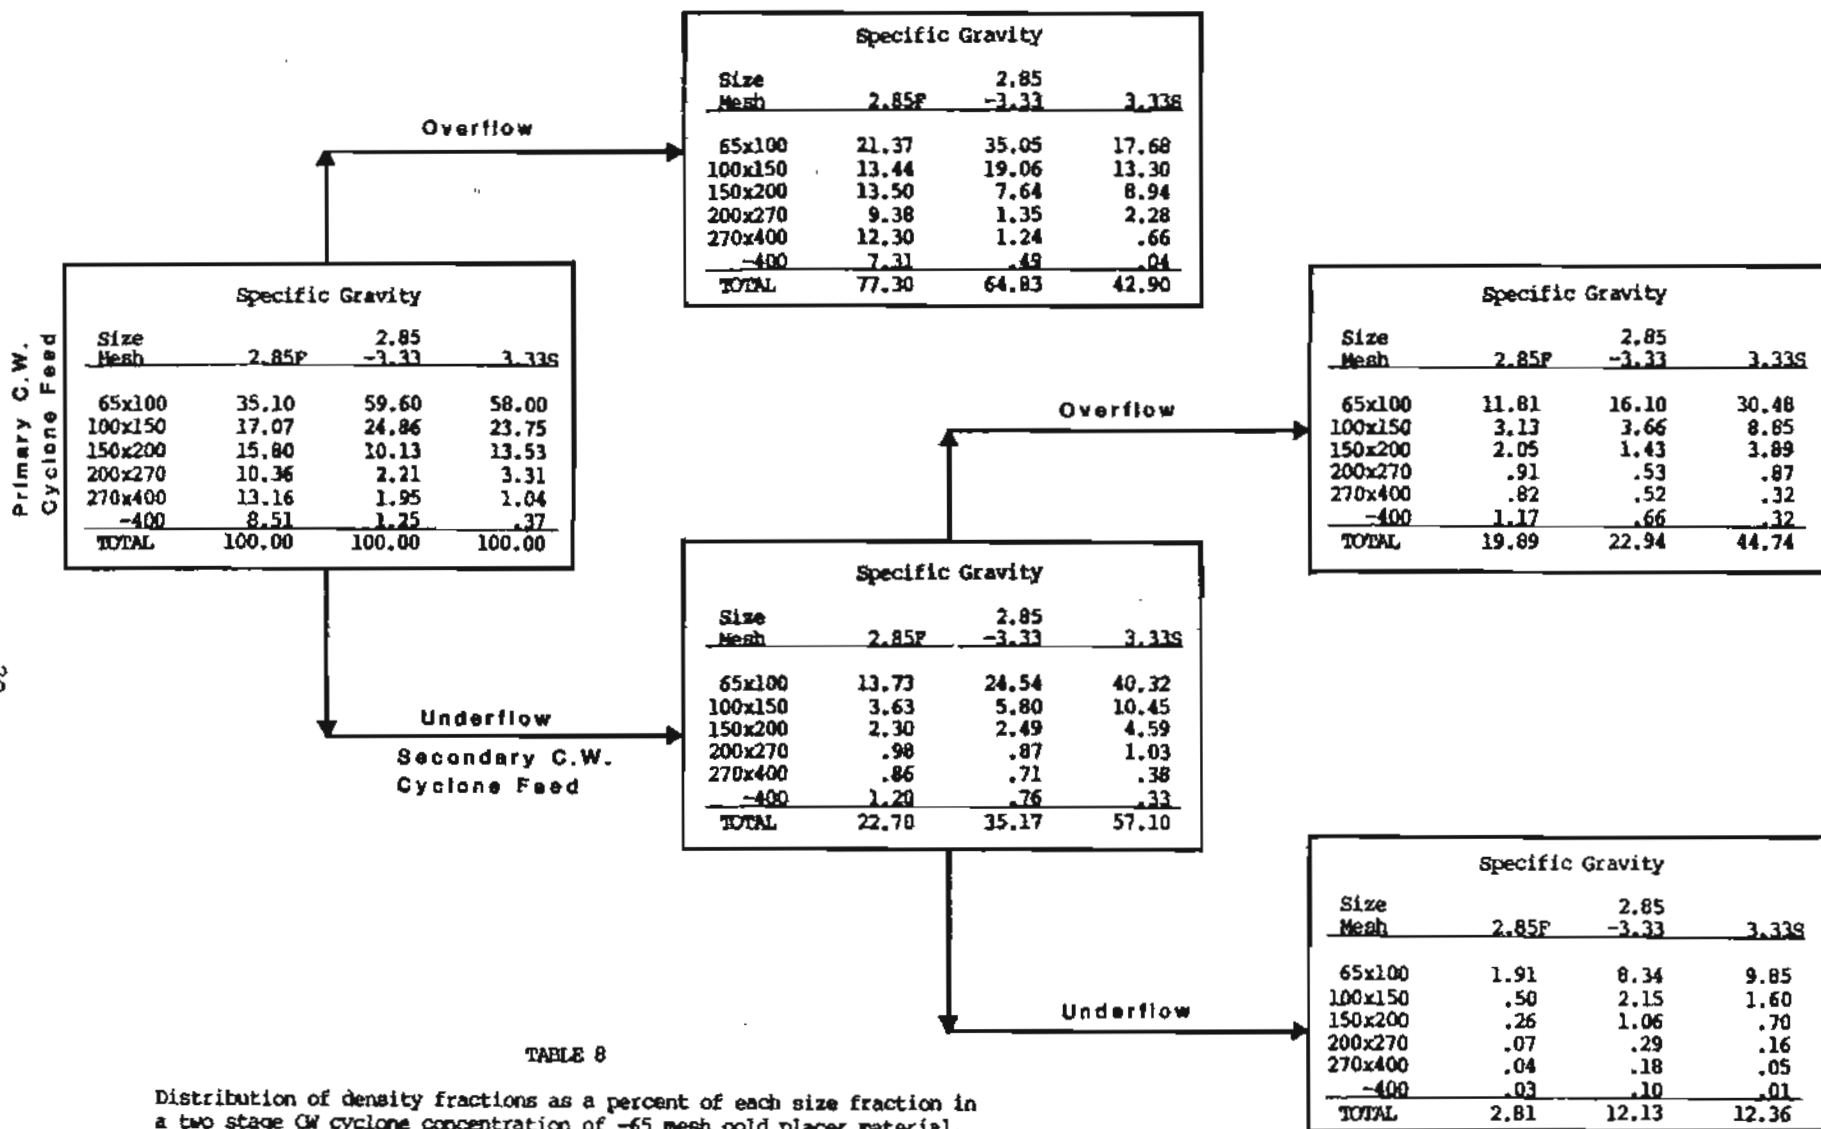 Specific Gravity
Size 2.85
Mesh 2.85F -3.33 3.33S
65x100 21.37 35.05 17.68
100x150 13.44 19.06 13.30
150x200 13.50 7.64 8.94
200x270 9.38 1.35 2.28
270x400 12.30 1.24 .66
-400 7.31 .49 .04
TOTAL 77.30 64.83 42.90
Overflow
Primary C.W.
Cyclone Feed
Specific Gravity
Size 2.85
Mesh 2.85F -3.33 3.33S
65x100 35.10 59.60 58.00
100x150 17.07 24.86 23.75
150x200 15.80 10.13 13.53
200x270 10.36 2.21 3.31
270x400 13.16 1.95 1.04
-400 8.51 1.25 .37
TOTAL 100.00 100.00 100.00
Underflow
Secondary C.W.
Cyclone Feed
Specific Gravity
Size 2.85
Mesh 2.85F -3.33 3.33S
65x100 13.73 24.54 40.32
100x150 3.63 5.80 10.45
150x200 2.30 2.49 4.59
200x270 .98 .87 1.03
270x400 .86 .71 .38
-400 1.20 .76 .33
TOTAL 22.70 35.17 57.10
Overflow
Specific Gravity
Size 2.85
Mesh 2.85F -3.33 3.33S
65x100 11.81 16.10 30.48
100x150 3.13 3.66 8.85
150x200 2.05 1.43 3.89
200x270 .91 .53 .87
270x400 .82 .52 .32
-400 1.17 .66 .32
TOTAL 19.89 22.94 44.74
Underflow
Specific Gravity
Size 2.85
Mesh 2.85F -3.33 3.33S
65x100 1.91 8.34 9.85
100x150 .50 2.15 1.60
150x200 .26 1.06 .70
200x270 .07 .29 .16
270x400 .04 .18 .05
-400 .03 .10 .01
TOTAL 2.81 12.13 12.36
TABLE 8
Distribution of density fractions as a percent of each size fraction in
a two stage CW cyclone concentration of -65 mesh gold placer material